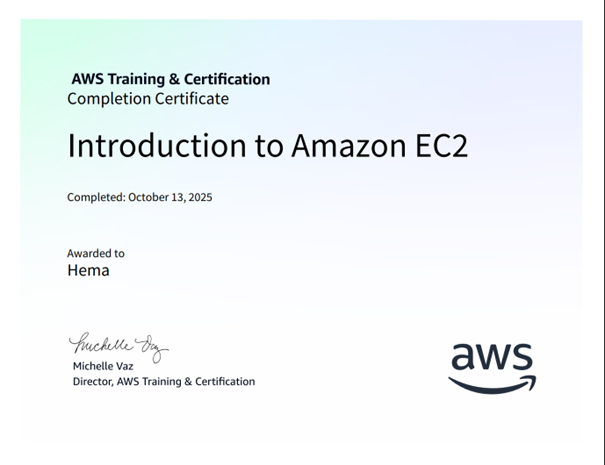 AWS Training & Certification
Completion Certificate
Introduction to Amazon EC2
Completed: October 13, 2025
Awarded to
Hema
Michelle Vaz
Michelle Vaz
Director, AWS Training & Certification
aws